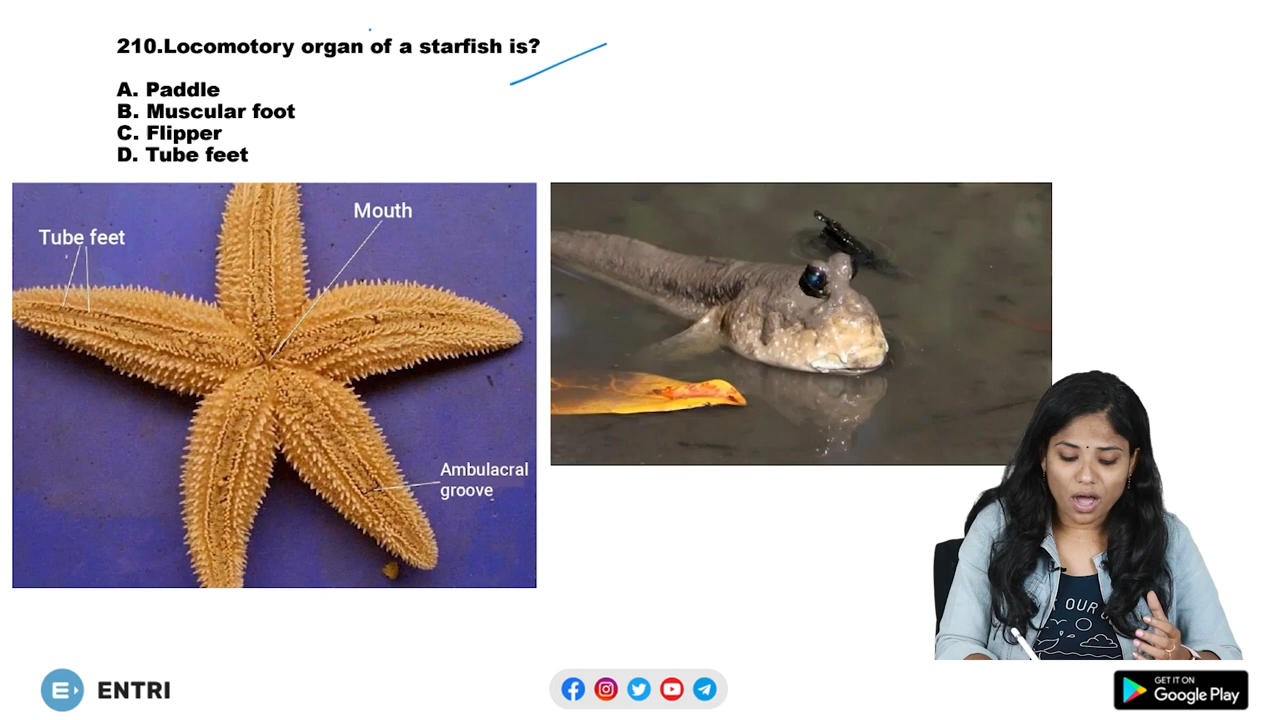 210.Locomotory organ of a starfish is?
A. Paddle
B. Muscular foot
C. Flipper
D. Tube feet
Mouth
Tube feet
Ambulacral
groove
OUR
E
ENTRI
GET IT ON
Google Play